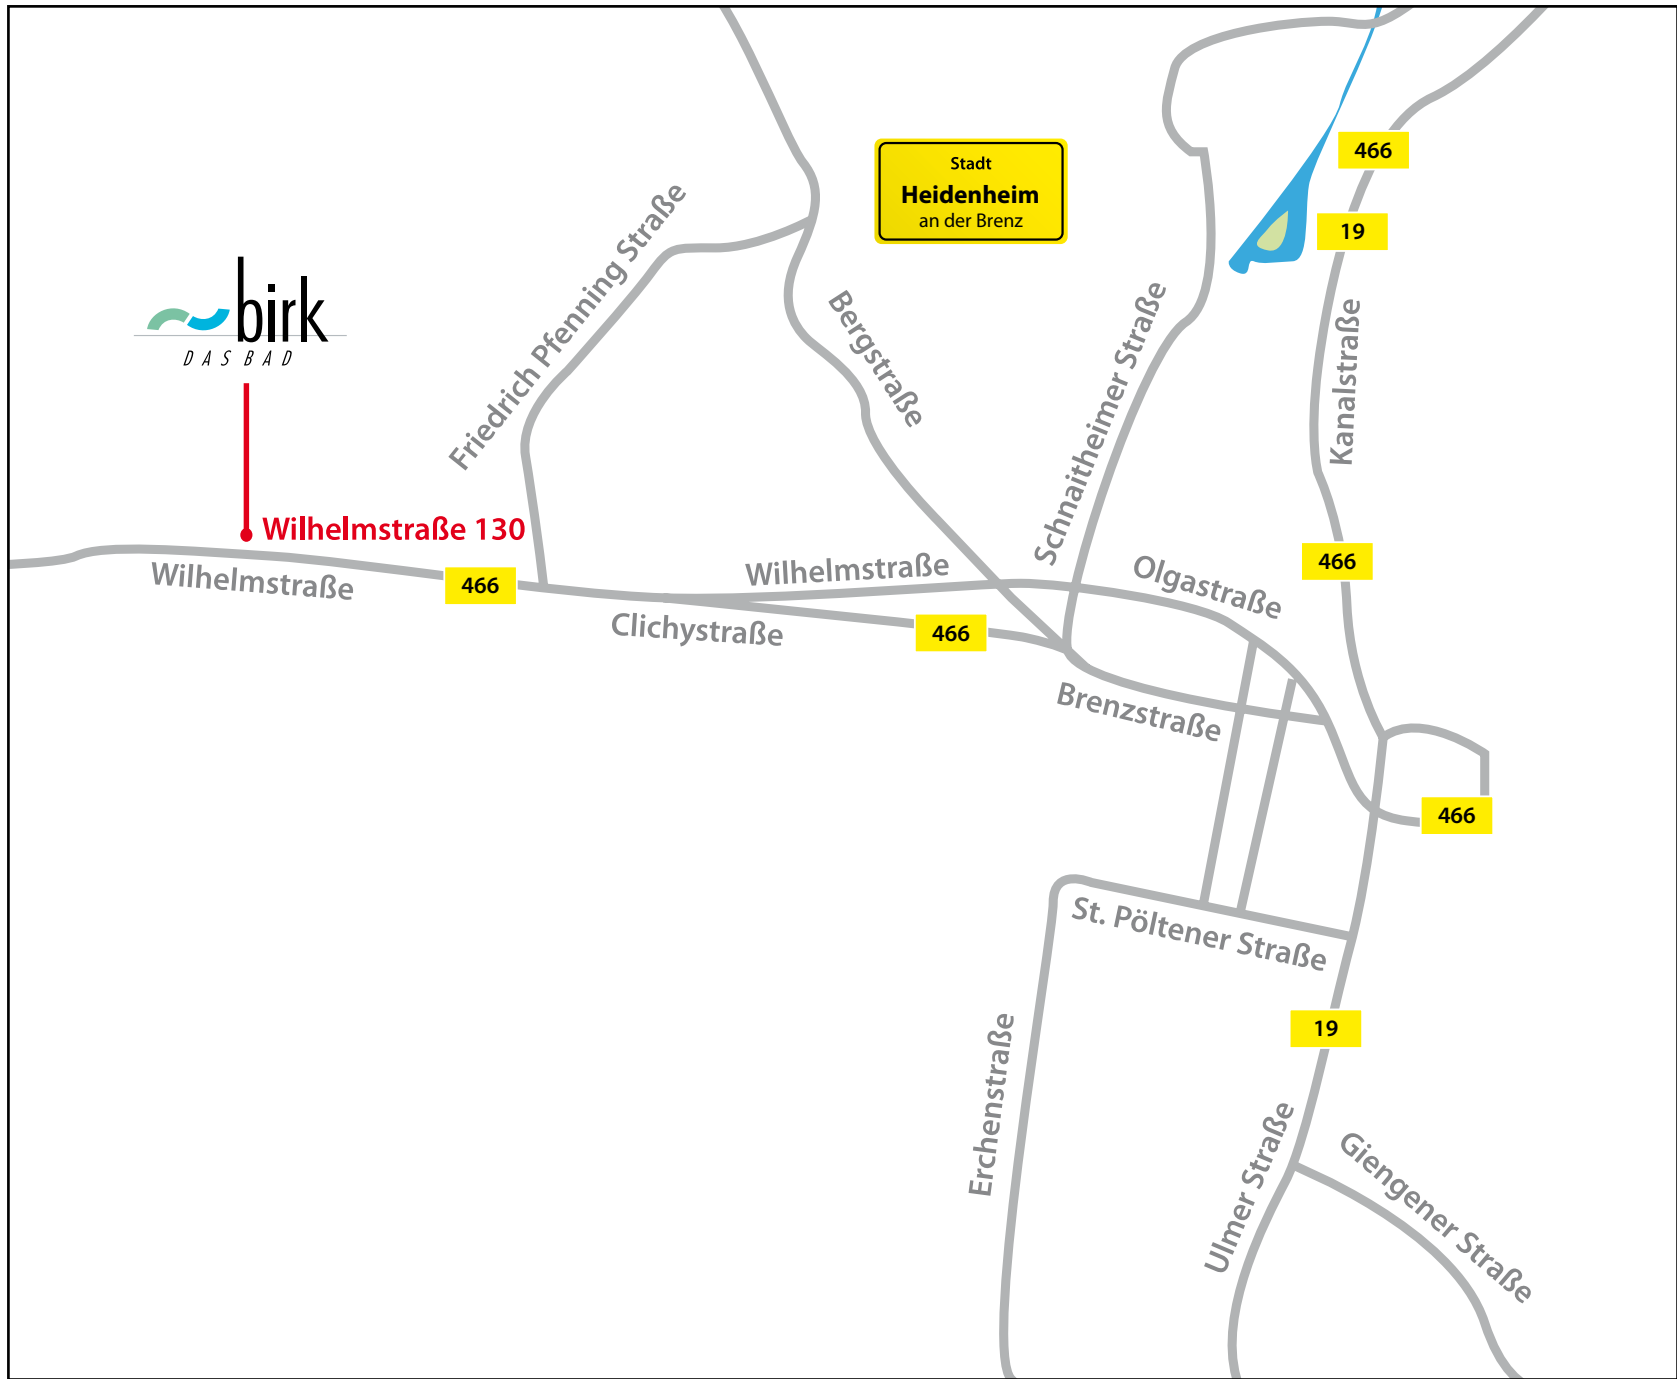 Stadt
Heidenheim
an der Brenz
466
19
birk
DAS BAD
Friedrich Pfenning Straße
Bergstraße
Schnaitheimer Straße
Kanalstraße
Wilhelmstraße 130
Wilhelmstraße
466
Wilhelmstraße
Olgastraße
466
Clichystraße
466
Brenzstraße
466
St. Pöltener Straße
19
Erchenstraße
Ulmer Straße
Giengener Straße